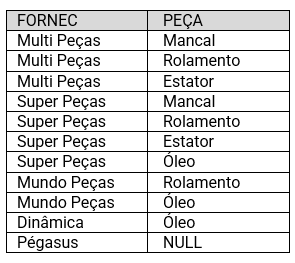 FORNEC PEÇA
Multi Peças Mancal
Multi Peças Rolamento
Multi Peças Estator
Super Peças Mancal
Super Peças Rolamento
Super Peças Estator
Super Peças Óleo
Mundo Peças Rolamento
Mundo Peças Óleo
Dinâmica Óleo
Pégasus NULL